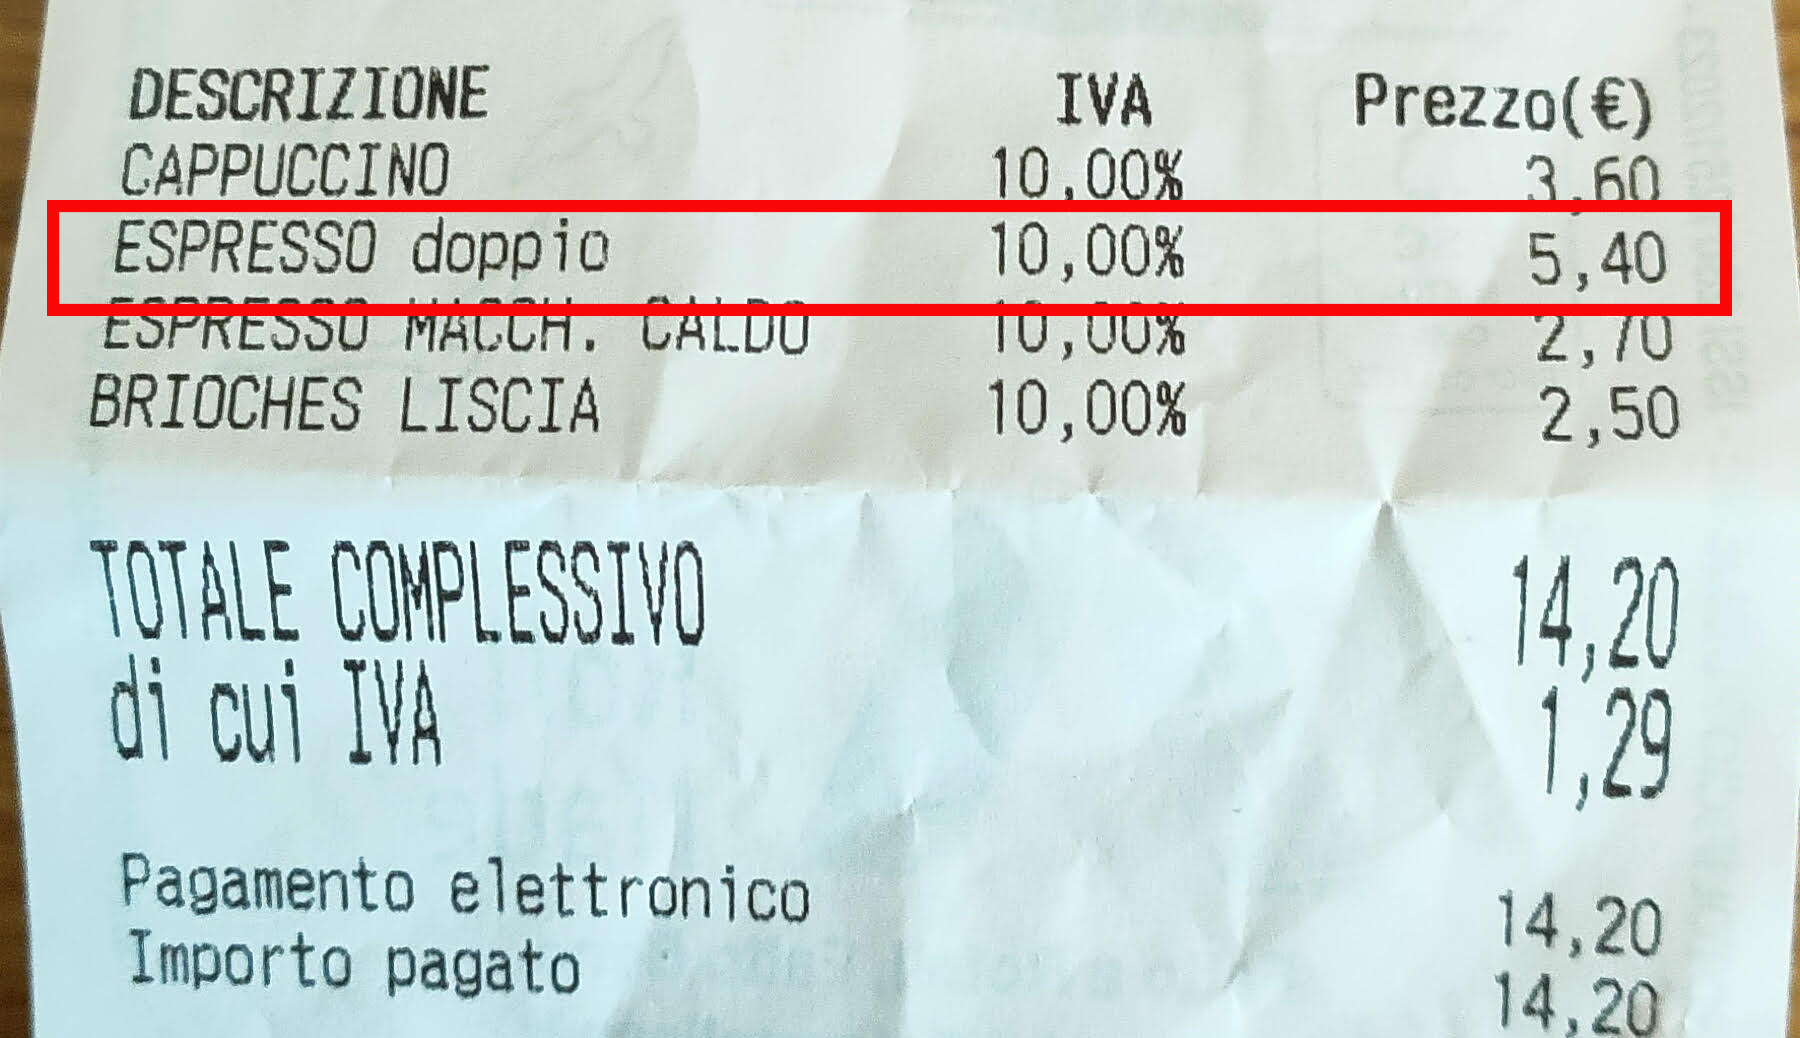 DESCRIZIONE IVA Prezzo(€)
CAPPUCCINO 10,00% 3,60
ESPRESSO doppio 10,00% 5,40
ESPRESSO MACCH. CALDO 10,00% 2,70
BRIOCHES LISCIA 10,00% 2,50
TOTALE COMPLESSIVO 14,20
di cui IVA 1,29
Pagamento elettronico 14,20
Importo pagato 14,20